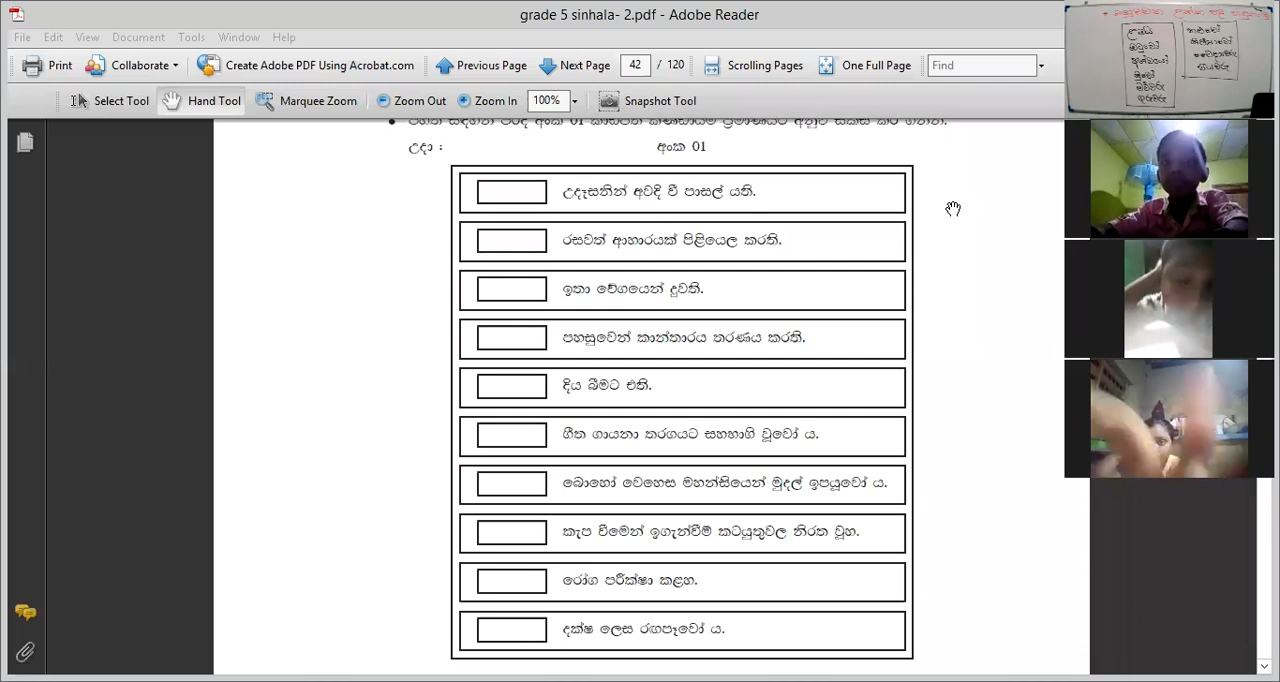 grade 5 sinhala- 2.pdf - Adobe Reader
File Edit View Document Tools Window Help
Print Collaborate Create Adobe PDF Using Acrobat.com Next Page 42 / 120 Scrolling Pages One Full Page Find
Select Tool Hand Tool Marquee Zoom Zoom Out Zoom In 100% Snapshot Tool
උදා : අංක 01
උදෑසනින් අවදි වී පාසල් යති.
රසවත් ආහාරයක් පිළියෙල කරති.
ඉතා වේගයෙන් දුවති.
පහසුවෙන් කාන්තාරය තරණය කරති.
දිය බීමට එති.
ගීත ගායනා තරගයට සහභාගි වූවෝ ය.
බොහෝ වෙහෙස මහන්සියෙන් මුදල් ඉපයූවෝ ය.
කැප වීමෙන් ඉගැන්වීම් කටයුතුවල නිරත වූහ.
රෝග පරීක්ෂා කළහ.
දක්ෂ ලෙස රඟපෑවෝ ය.